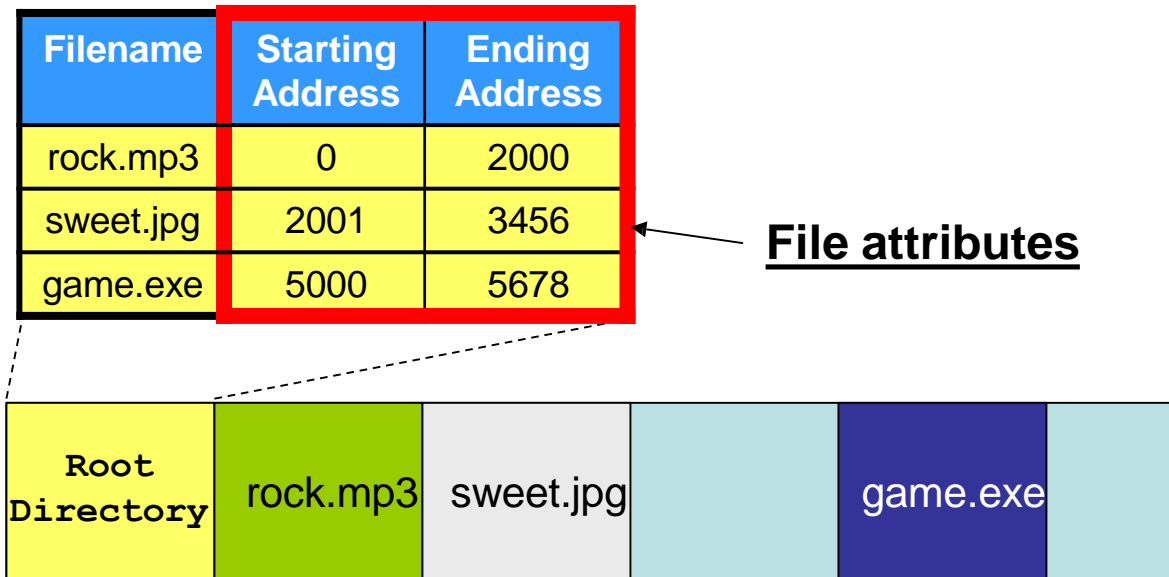 Filename Starting Address Ending Address
rock.mp3 0 2000
sweet.jpg 2001 3456
game.exe 5000 5678
File attributes
Root Directory
rock.mp3 sweet.jpg game.exe